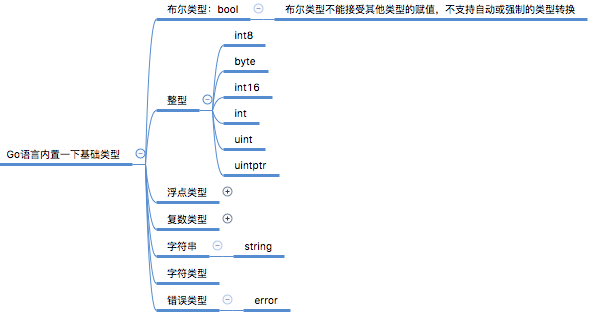 Go语言内置一下基础类型
布尔类型：bool
布尔类型不能接受其他类型的赋值，不支持自动或强制的类型转换
整型
int8
byte
int16
int
uint
uintptr
浮点类型
复数类型
字符串
string
字符类型
错误类型
error